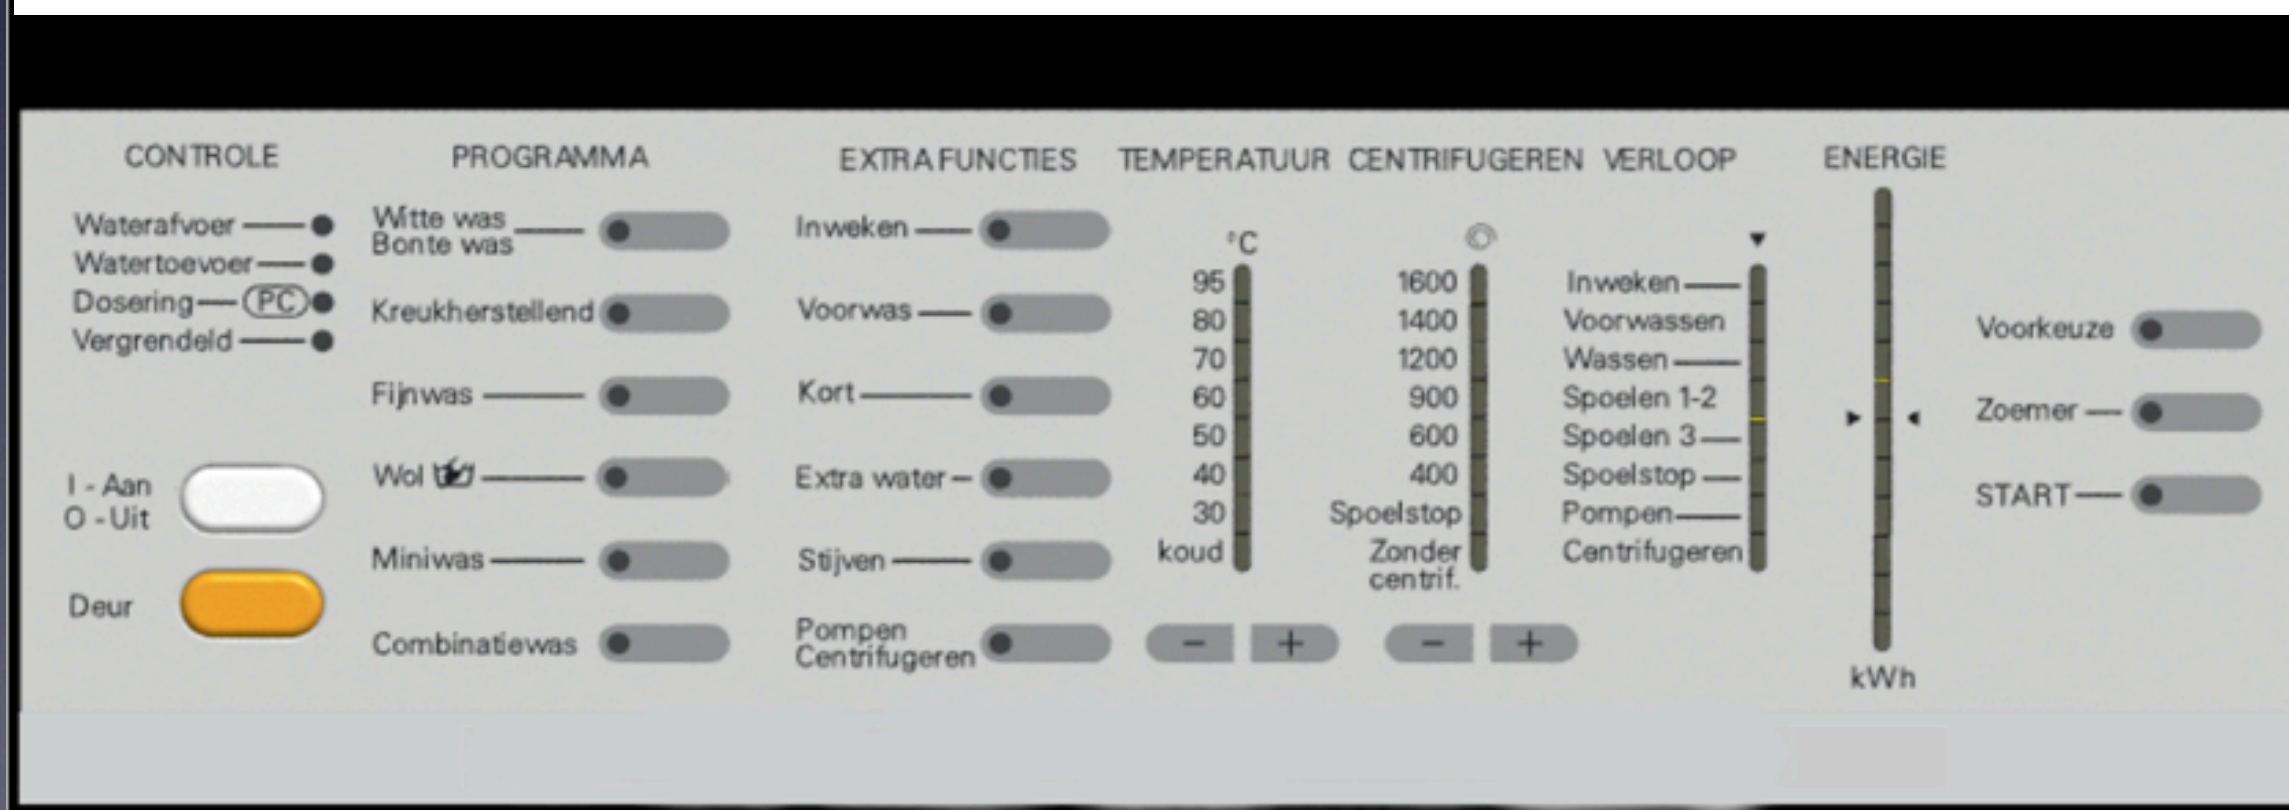 CONTROLE
Waterafvoer
Watertoevoer
Dosering PC
Vergrendeld
I - Aan
O - Uit
Deur
PROGRAMMA
Witte was
Bonte was
Kreukherstellend
Fijnwas
Wol
Miniwas
Combinatiewas
EXTRA FUNCTIES
Inweken
Voorwas
Kort
Extra water
Stijven
Pompen
Centrifugeren
TEMPERATUUR
°C
95
80
70
60
50
40
30
koud
- +
CENTRIFUGEREN
1600
1400
1200
900
600
400
Spoelstop
Zonder
centrif.
- +
VERLOOP
Inweken
Voorwassen
Wassen
Spoelen 1-2
Spoelen 3
Spoelstop
Pompen
Centrifugeren
ENERGIE
kWh
Voorkeuze
Zoemer
START